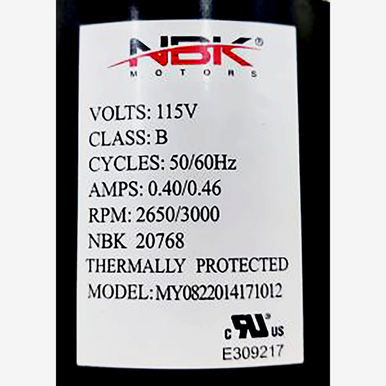 NBK®
MOTORS
VOLTS: 115V
CLASS: B
CYCLES: 50/60Hz
AMPS: 0.40/0.46
RPM: 2650/3000
NBK 20768
THERMALLY PROTECTED
MODEL: MY0822014171012
c RU® US
E309217